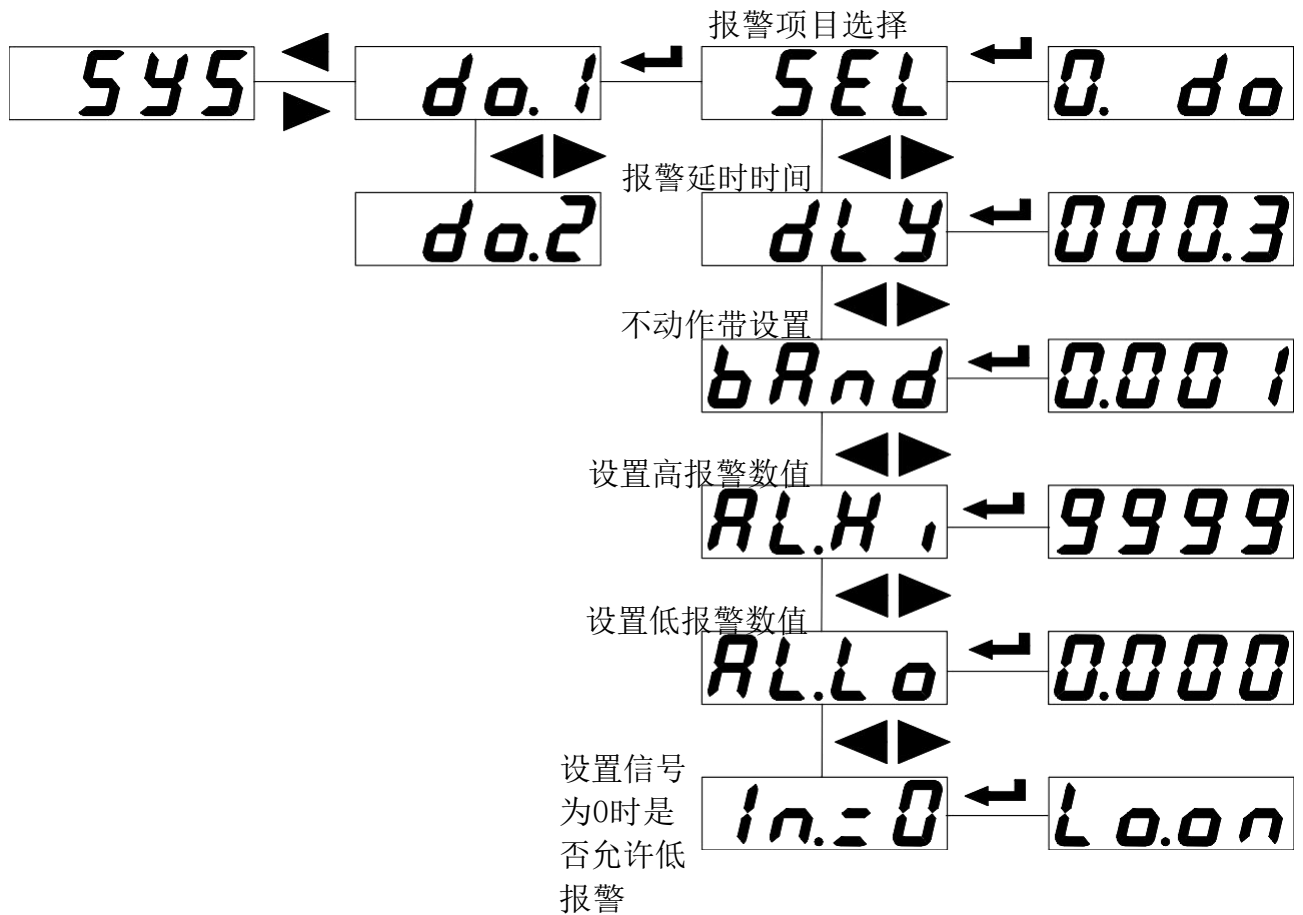 报警项目选择
SYS
do.1
SEL
0. do
报警延时时间
do.2
dLY
000.3
不动作带设置
bAnd
0.001
设置高报警数值
AL.Hi
9999
设置低报警数值
AL.Lo
0.000
设置信号
为0时是
否允许低
报警
In.=0
Lo.on